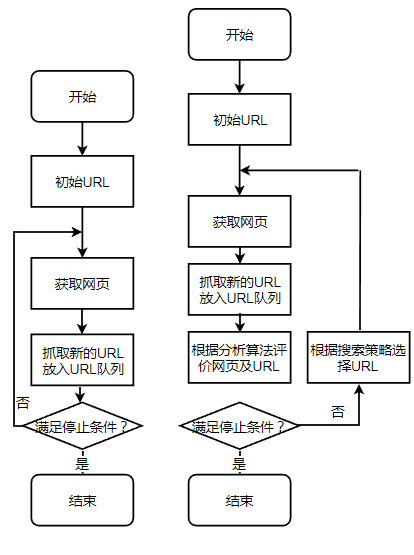 开始
初始URL
获取网页
抓取新的URL
放入URL队列
满足停止条件？
否
是
结束
开始
初始URL
获取网页
抓取新的URL
放入URL队列
根据分析算法评
价网页及URL
根据搜索策略选
择URL
满足停止条件？
否
是
结束